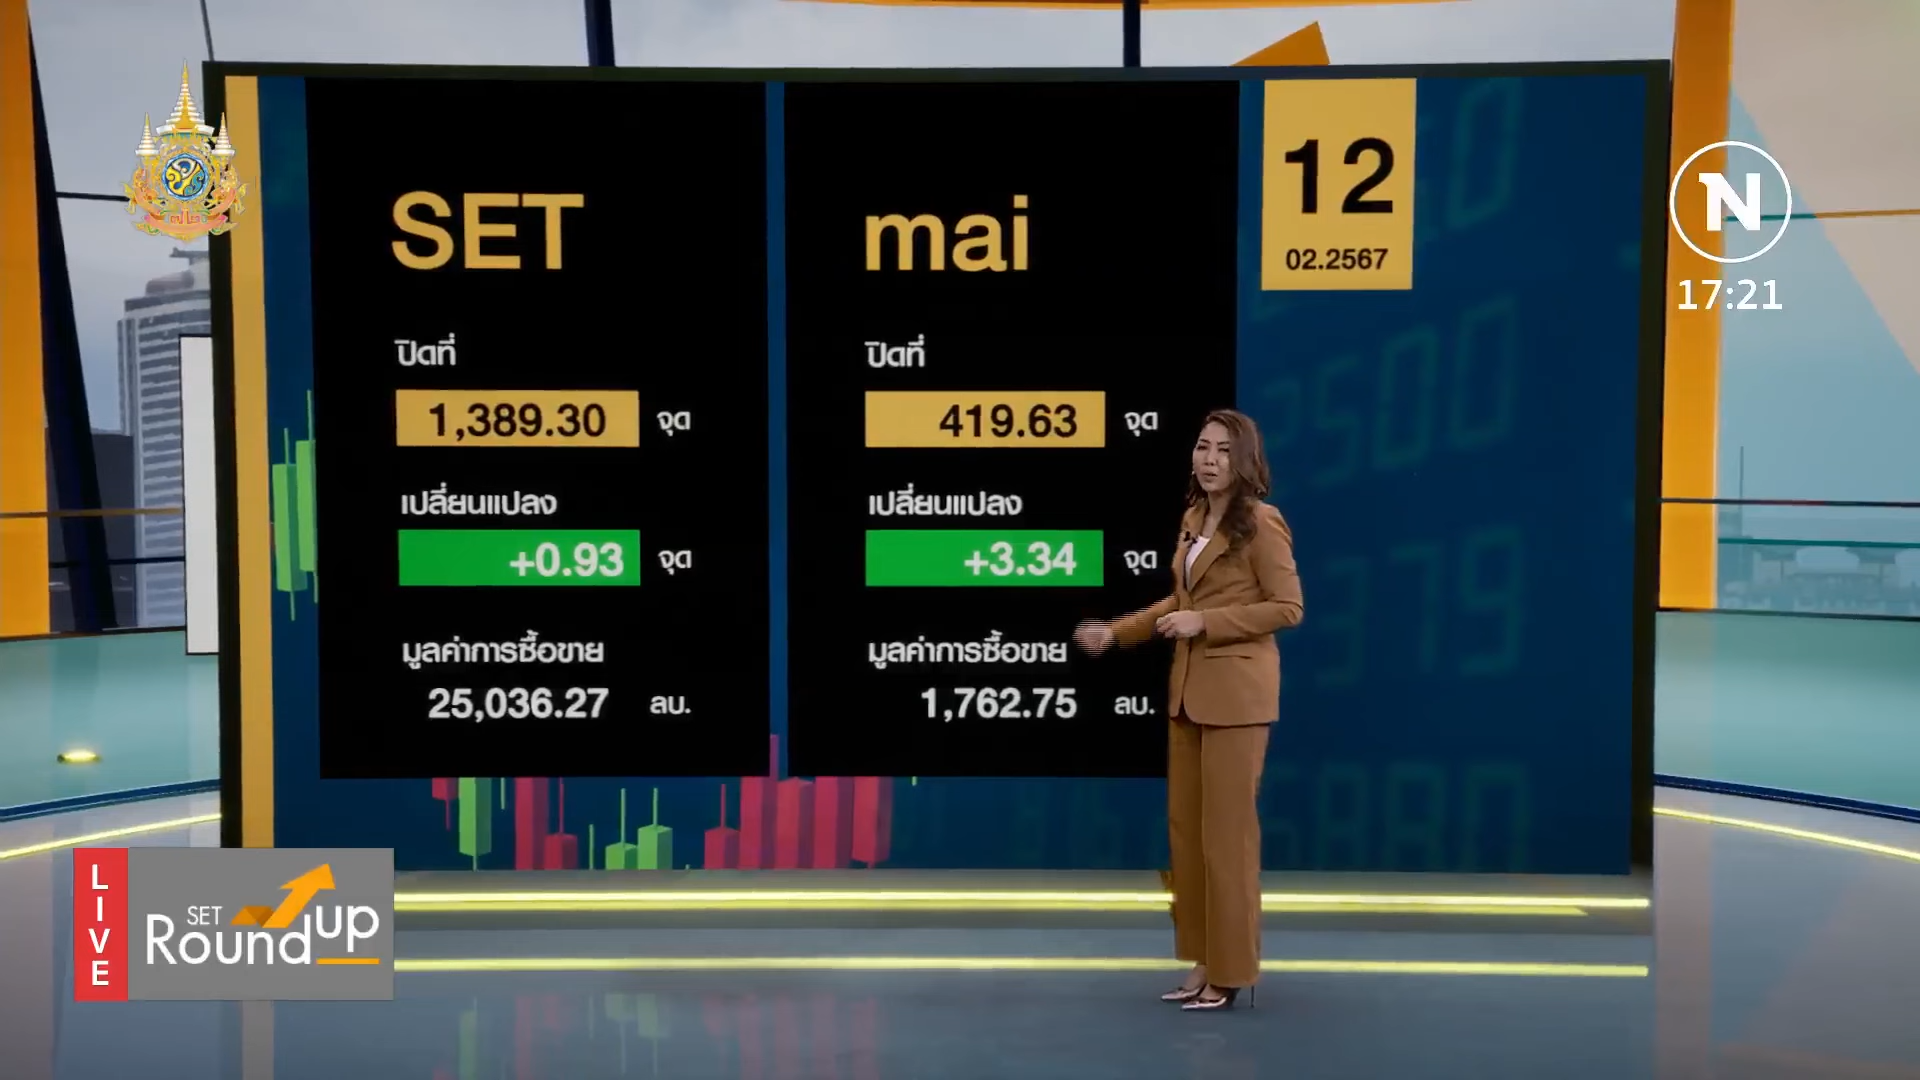 SET
ปิดที่
1,389.30 จุด
เปลี่ยนแปลง
+0.93 จุด
มูลค่าการซื้อขาย
25,036.27 ลบ.
mai
ปิดที่
419.63 จุด
เปลี่ยนแปลง
+3.34 จุด
มูลค่าการซื้อขาย
1,762.75 ลบ.
12
02.2567
N
17:21
LIVE
SET
Roundup